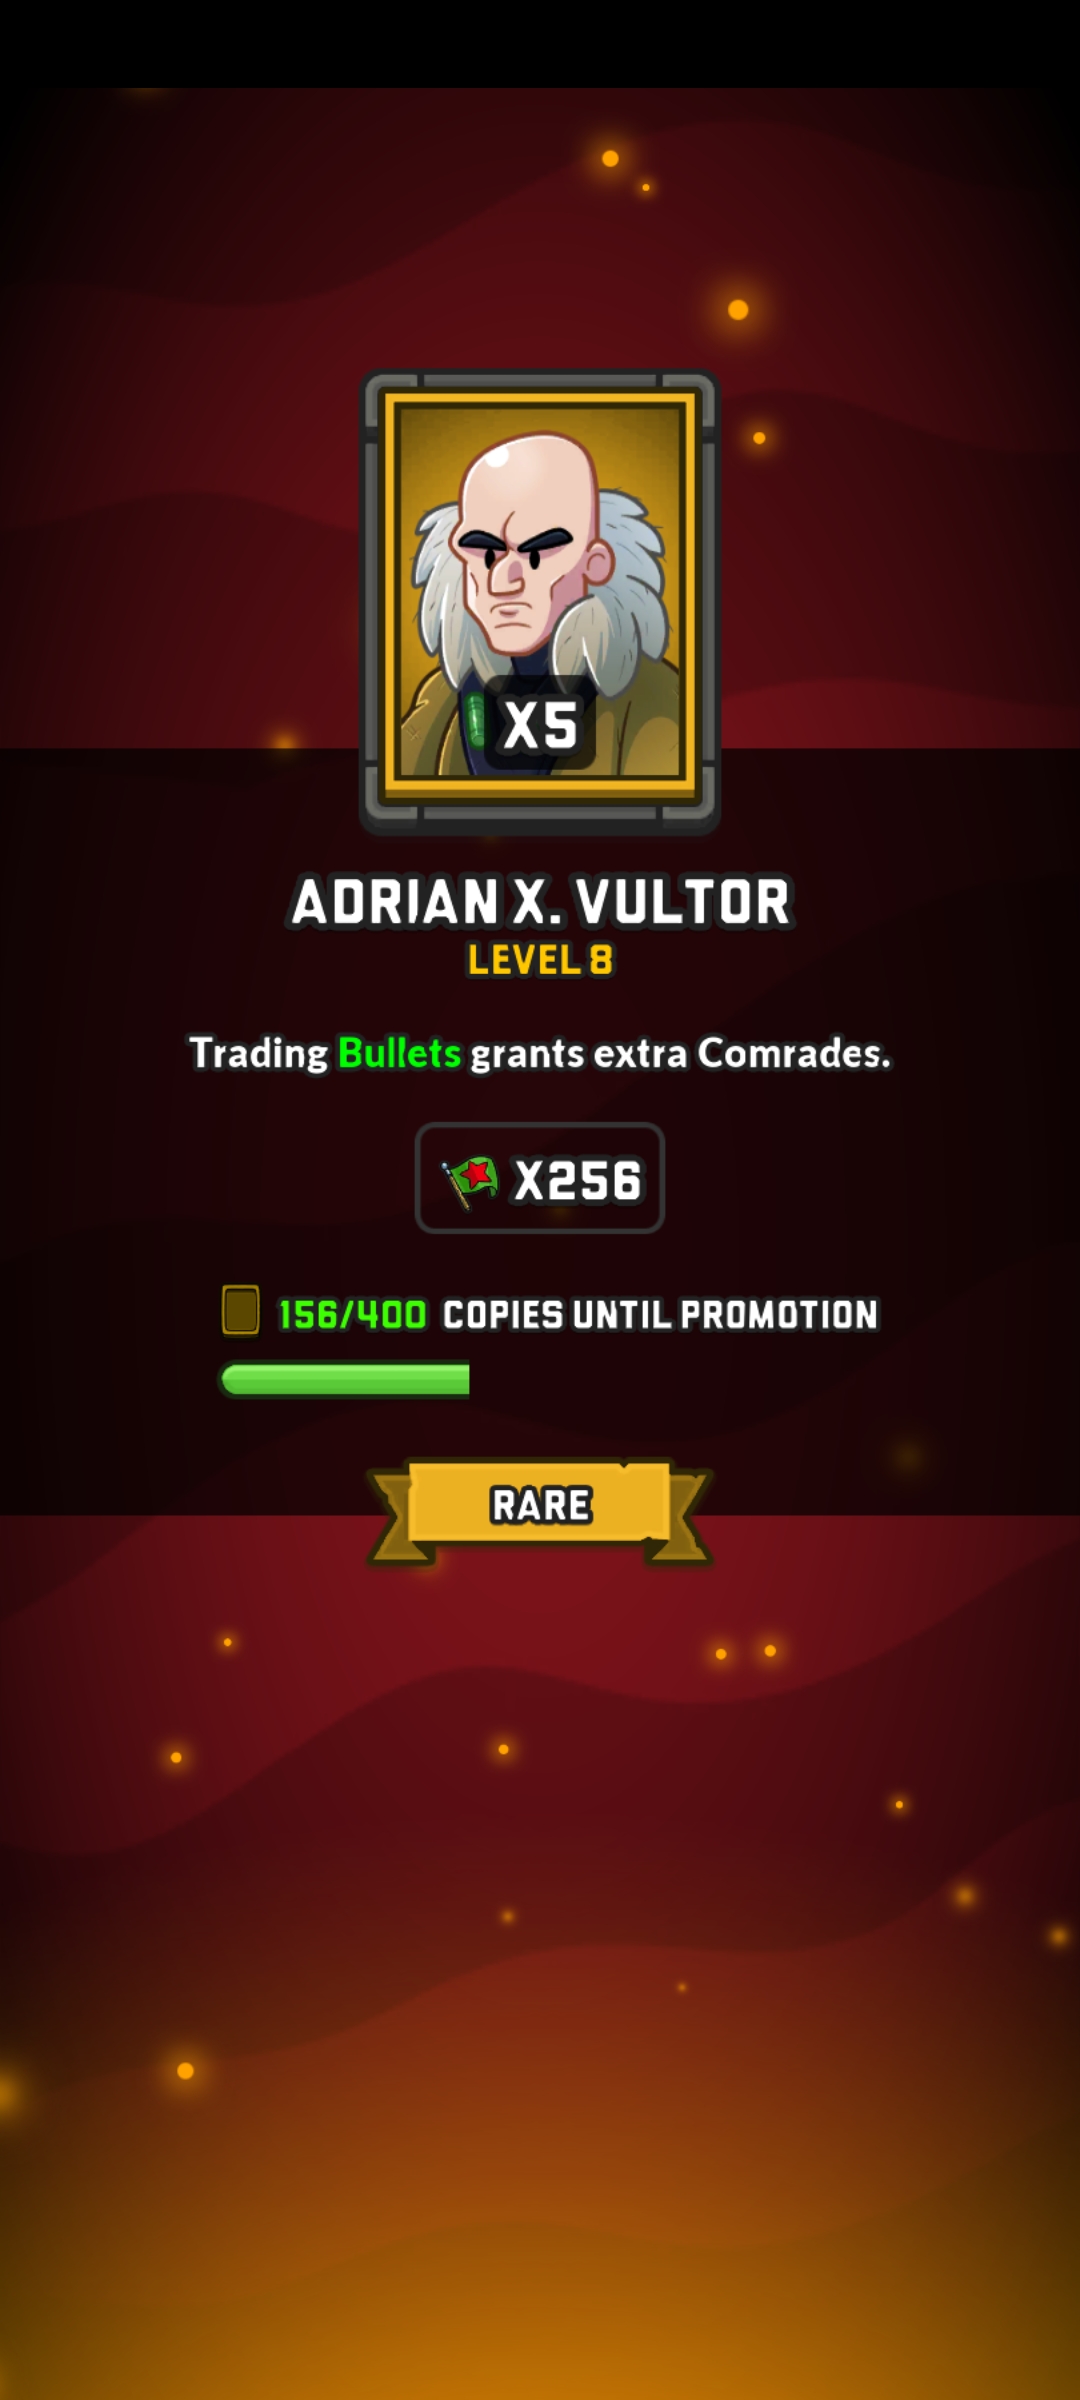 X5
ADRIAN X. VULTOR
LEVEL 8
Trading Bullets grants extra Comrades.
X256
156/400 COPIES UNTIL PROMOTION
RARE